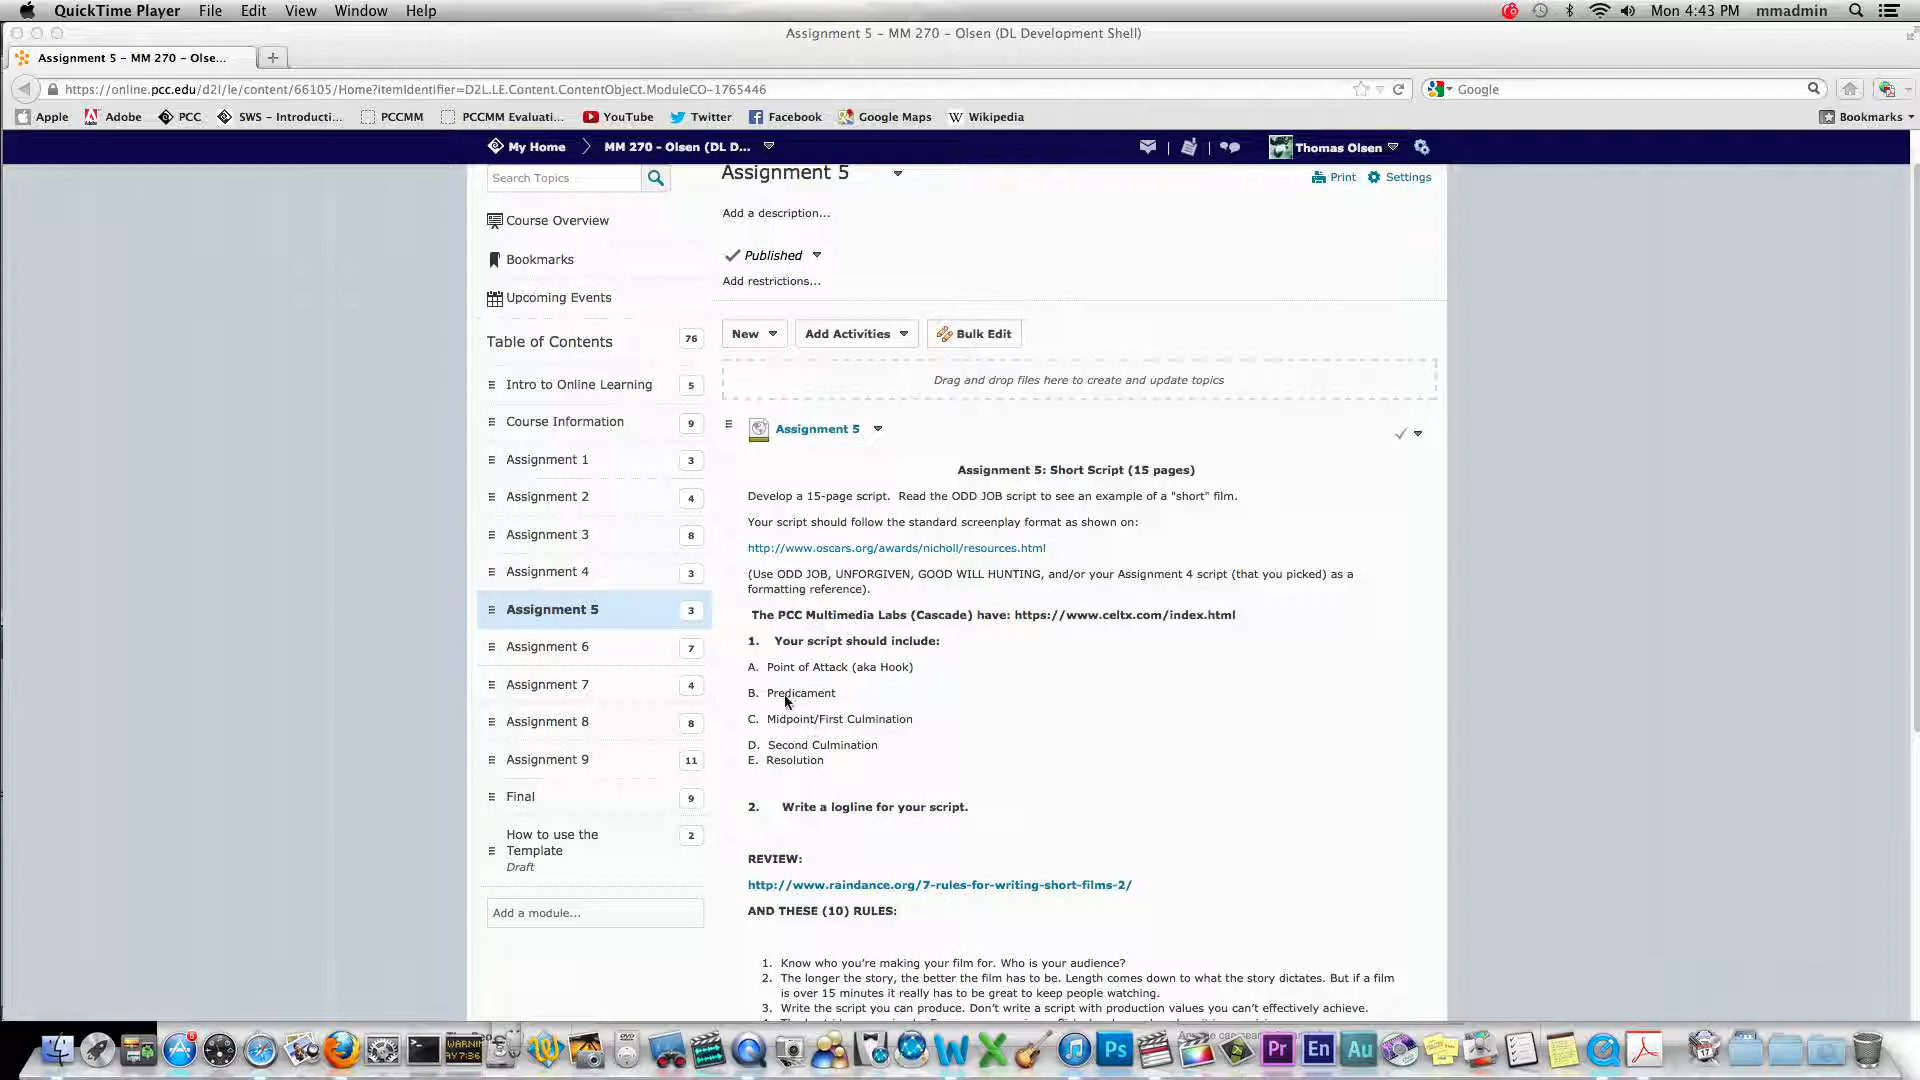 QuickTime Player File Edit View Window Help Mon 4:43 PM mmadmin
Assignment 5 – MM 270 – Olsen (DL Development Shell)
Assignment 5 – MM 270 – Olse...
https://online.pcc.edu/d2l/le/content/66105/Home?itemIdentifier=D2L.LE.Content.ContentObject.ModuleCO-1765446 Google
Apple Adobe PCC SWS – Introducti... PCCMM PCCMM Evaluati... YouTube Twitter Facebook Google Maps Wikipedia Bookmarks
My Home MM 270 - Olsen (DL D... Thomas Olsen
Search Topics
Course Overview
Bookmarks
Upcoming Events
Table of Contents 76
Intro to Online Learning 5
Course Information 9
Assignment 1 3
Assignment 2 4
Assignment 3 8
Assignment 4 3
Assignment 5 3
Assignment 6 7
Assignment 7 4
Assignment 8 8
Assignment 9 11
Final 9
How to use the 2
Template
Draft
Add a module...
Assignment 5
Print Settings
Add a description...
Published
Add restrictions...
New Add Activities Bulk Edit
Drag and drop files here to create and update topics
Assignment 5
Assignment 5: Short Script (15 pages)
Develop a 15-page script. Read the ODD JOB script to see an example of a "short" film.
Your script should follow the standard screenplay format as shown on:
http://www.oscars.org/awards/nicholl/resources.html
(Use ODD JOB, UNFORGIVEN, GOOD WILL HUNTING, and/or your Assignment 4 script (that you picked) as a
formatting reference).
The PCC Multimedia Labs (Cascade) have: https://www.celtx.com/index.html
1. Your script should include:
A. Point of Attack (aka Hook)
B. Predicament
C. Midpoint/First Culmination
D. Second Culmination
E. Resolution
2. Write a logline for your script.
REVIEW:
http://www.raindance.org/7-rules-for-writing-short-films-2/
AND THESE (10) RULES:
1. Know who you're making your film for. Who is your audience?
2. The longer the story, the better the film has to be. Length comes down to what the story dictates. But if a film
is over 15 minutes it really has to be great to keep people watching.
3. Write the script you can produce. Don't write a script with production values you can't effectively achieve.
Ps Pr En Au
17